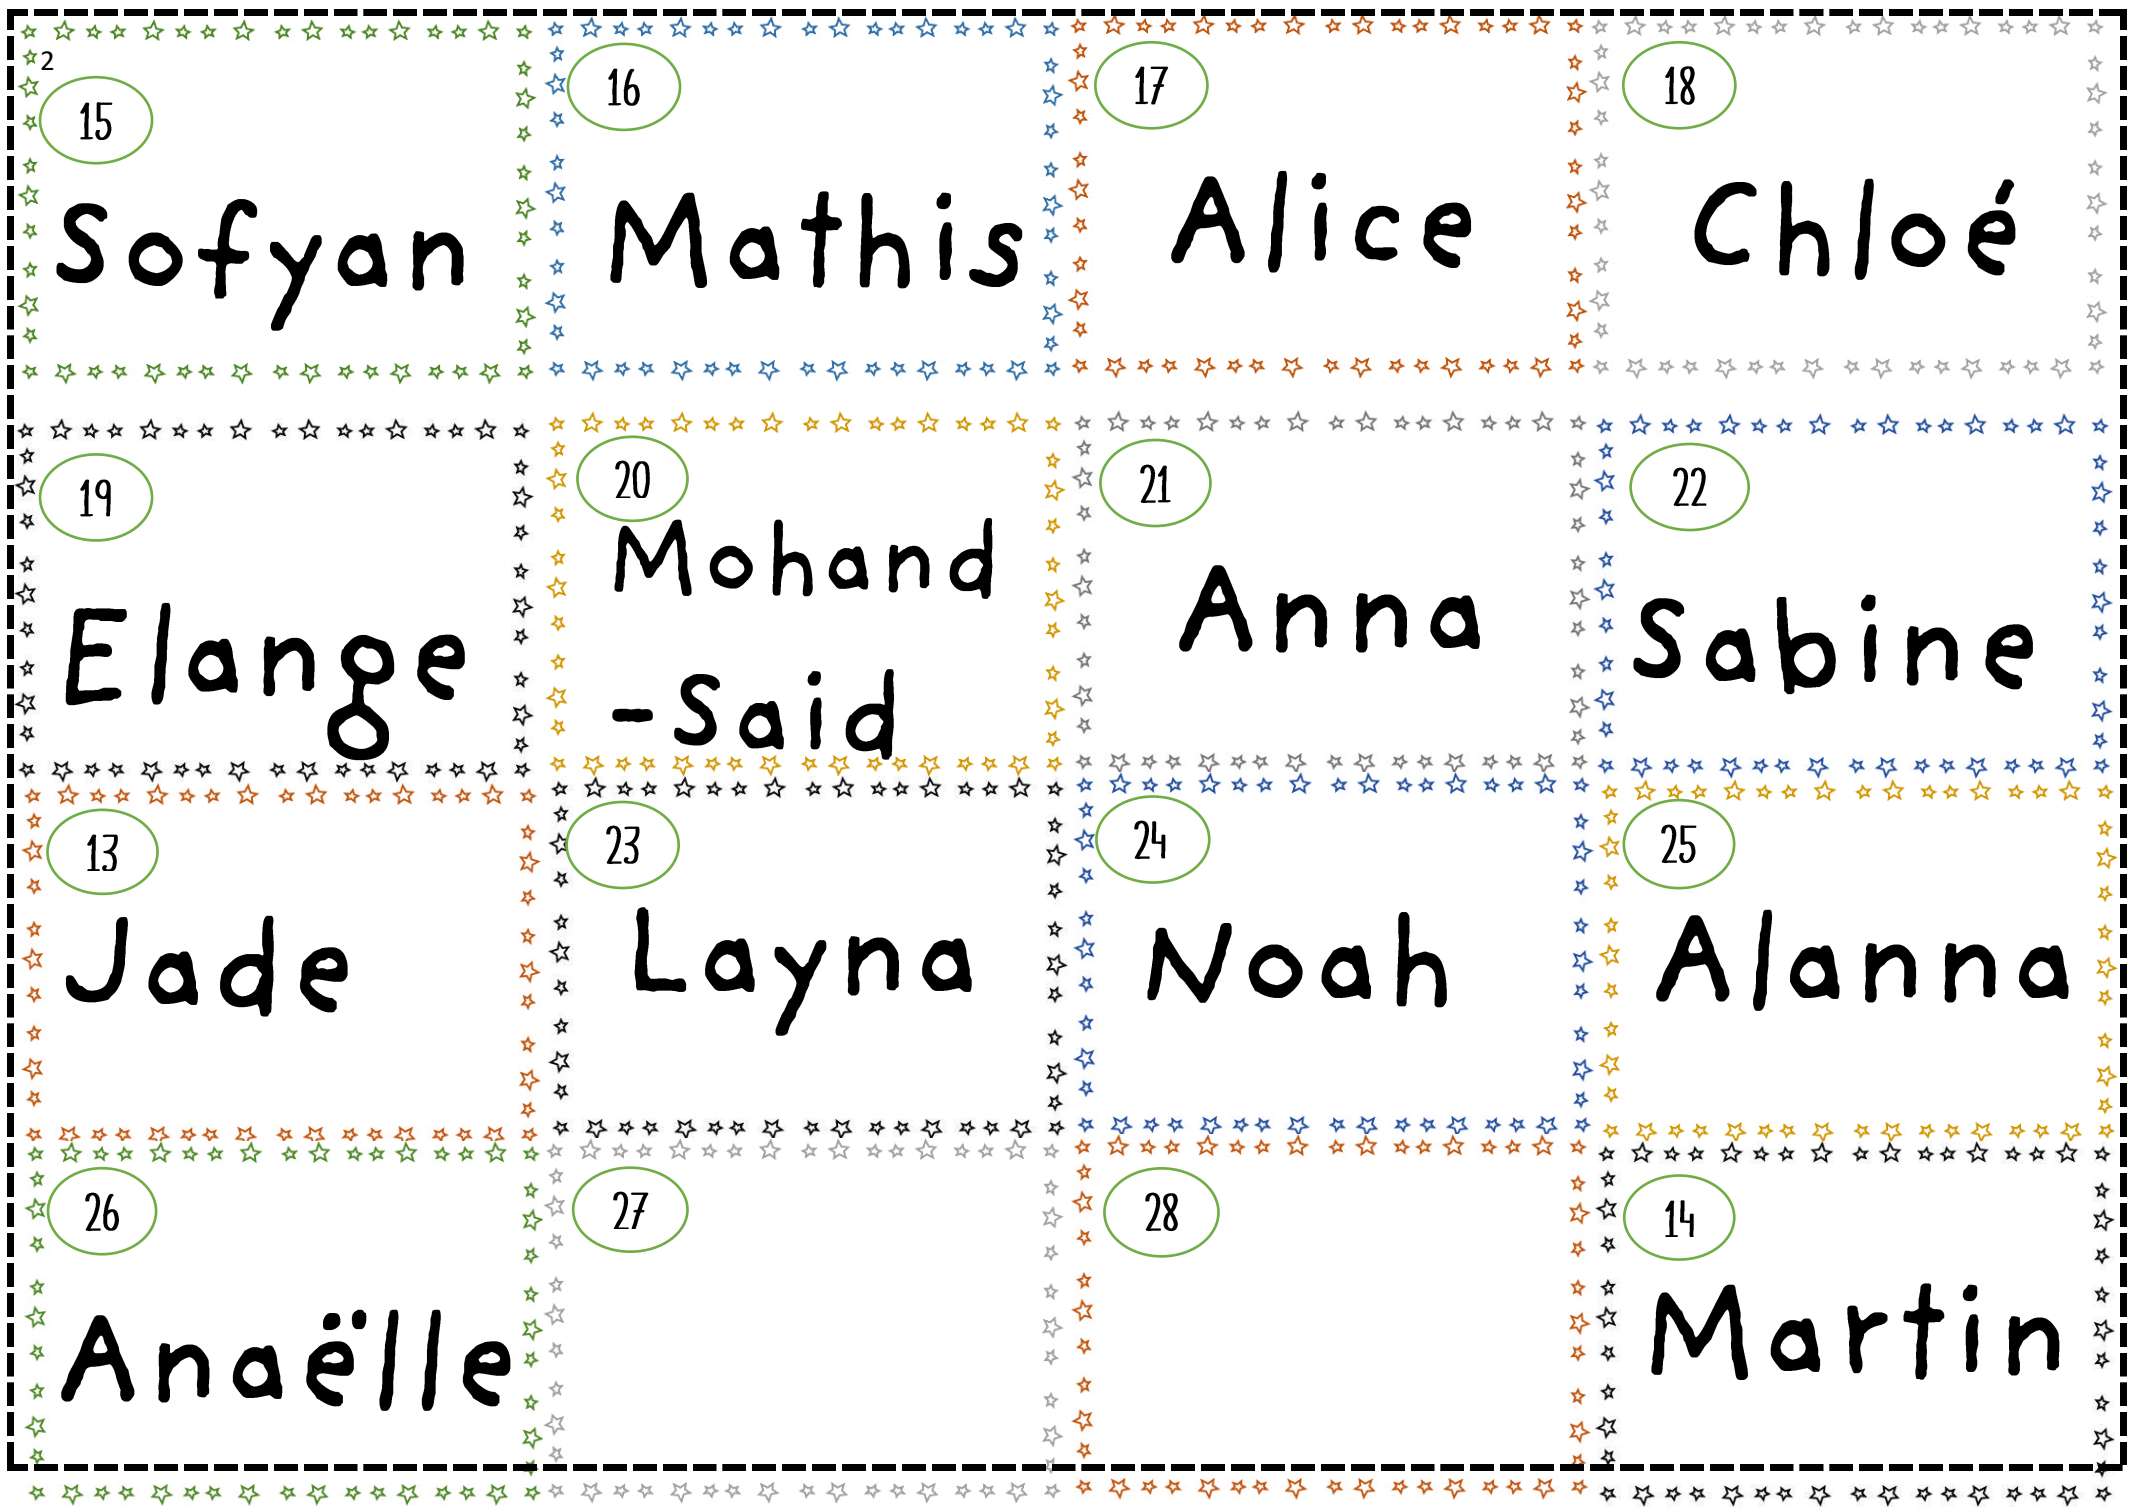 2
15
Sofyan
16
Mathis
17
Alice
18
Chloé
19
Elange
20
Mohand
-Said
21
Anna
22
Sabine
13
Jade
23
Layna
24
Noah
25
Alanna
26
Anaëlle
27
28
14
Martin